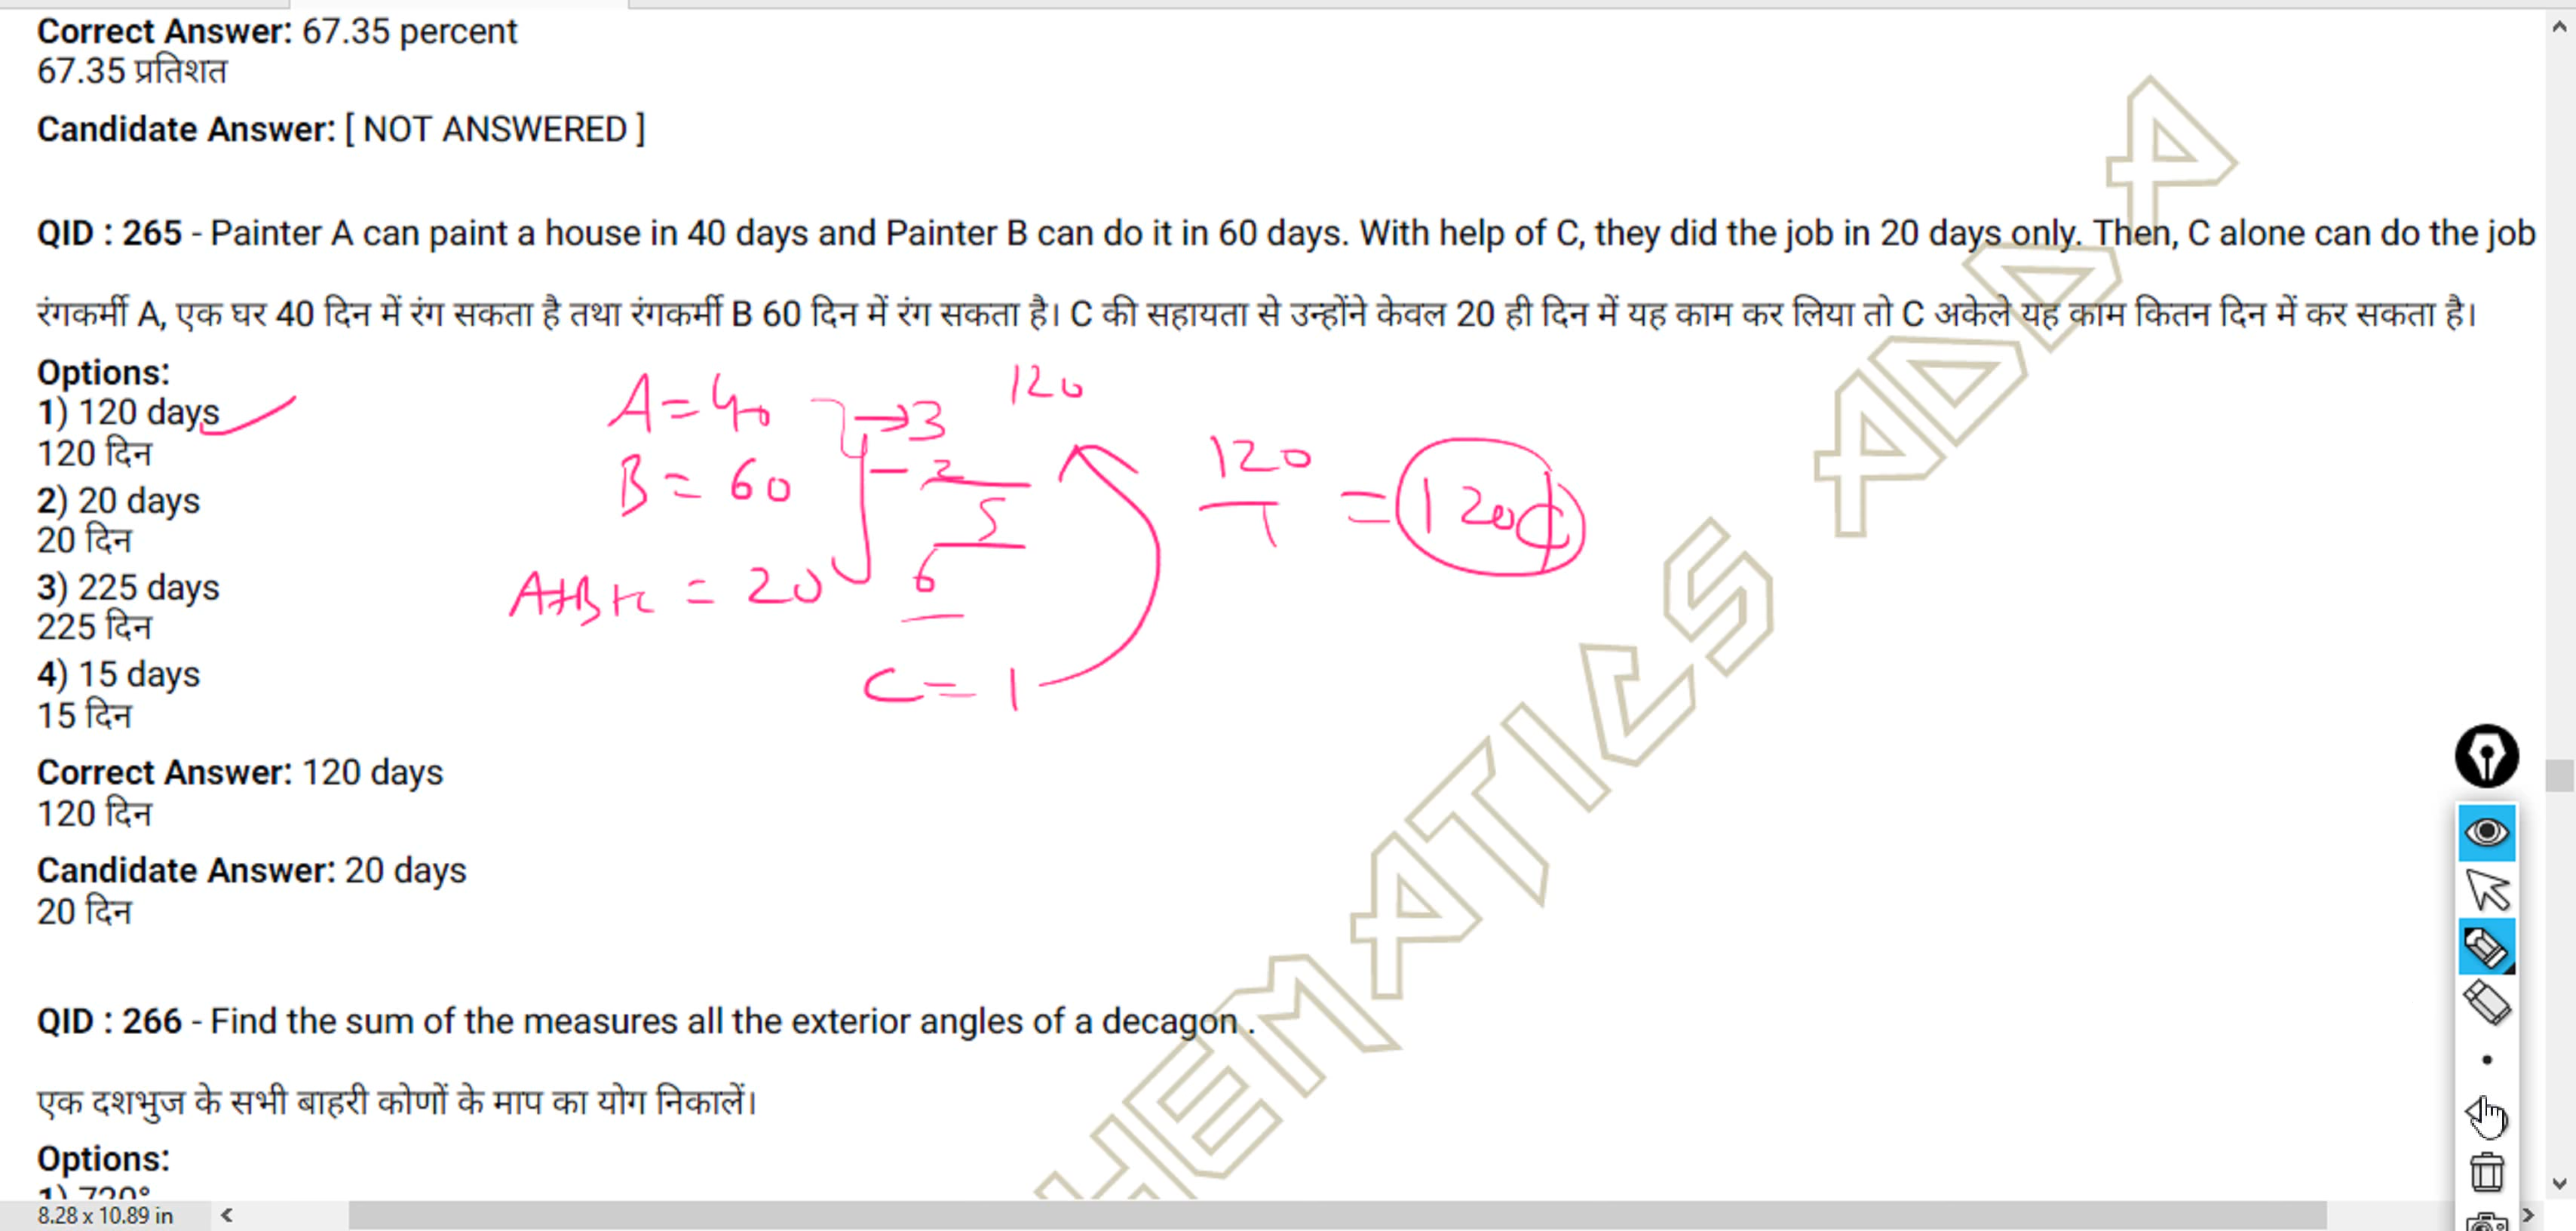 Correct Answer: 67.35 percent
67.35 प्रतिशत
Candidate Answer: [ NOT ANSWERED ]
QID : 265 - Painter A can paint a house in 40 days and Painter B can do it in 60 days. With help of C, they did the job in 20 days only. Then, C alone can do the job
रंगकर्मी A, एक घर 40 दिन में रंग सकता है तथा रंगकर्मी B 60 दिन में रंग सकता है। C की सहायता से उन्होंने केवल 20 ही दिन में यह काम कर लिया तो C अकेले यह काम कितन दिन में कर सकता है।
Options:
1) 120 days
120 दिन
2) 20 days
20 दिन
3) 225 days
225 दिन
4) 15 days
15 दिन
A = 40 → 3
120
B = 60 - 2
5
A+B+C = 20
6
C = 1
120/1 = 120d
Correct Answer: 120 days
120 दिन
Candidate Answer: 20 days
20 दिन
QID : 266 - Find the sum of the measures all the exterior angles of a decagon .
एक दशभुज के सभी बाहरी कोणों के माप का योग निकालें।
Options:
1) 720°
8.28 x 10.89 in
HEMATICS ADDA